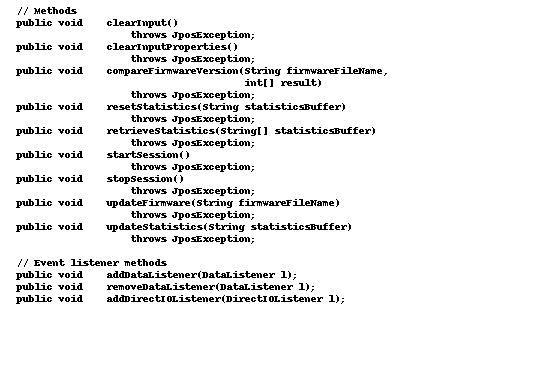 // Methods
public void    clearInput()
                   throws JposException;
public void    clearInputProperties()
                   throws JposException;
public void    compareFirmwareVersion(String firmwareFileName,
                                      int[] result)
                   throws JposException;
public void    resetStatistics(String statisticsBuffer)
                   throws JposException;
public void    retrieveStatistics(String[] statisticsBuffer)
                   throws JposException;
public void    startSession()
                   throws JposException;
public void    stopSession()
                   throws JposException;
public void    updateFirmware(String firmwareFileName)
                   throws JposException;
public void    updateStatistics(String statisticsBuffer)
                   throws JposException;

// Event listener methods
public void    addDataListener(DataListener l);
public void    removeDataListener(DataListener l);
public void    addDirectIOListener(DirectIOListener l);